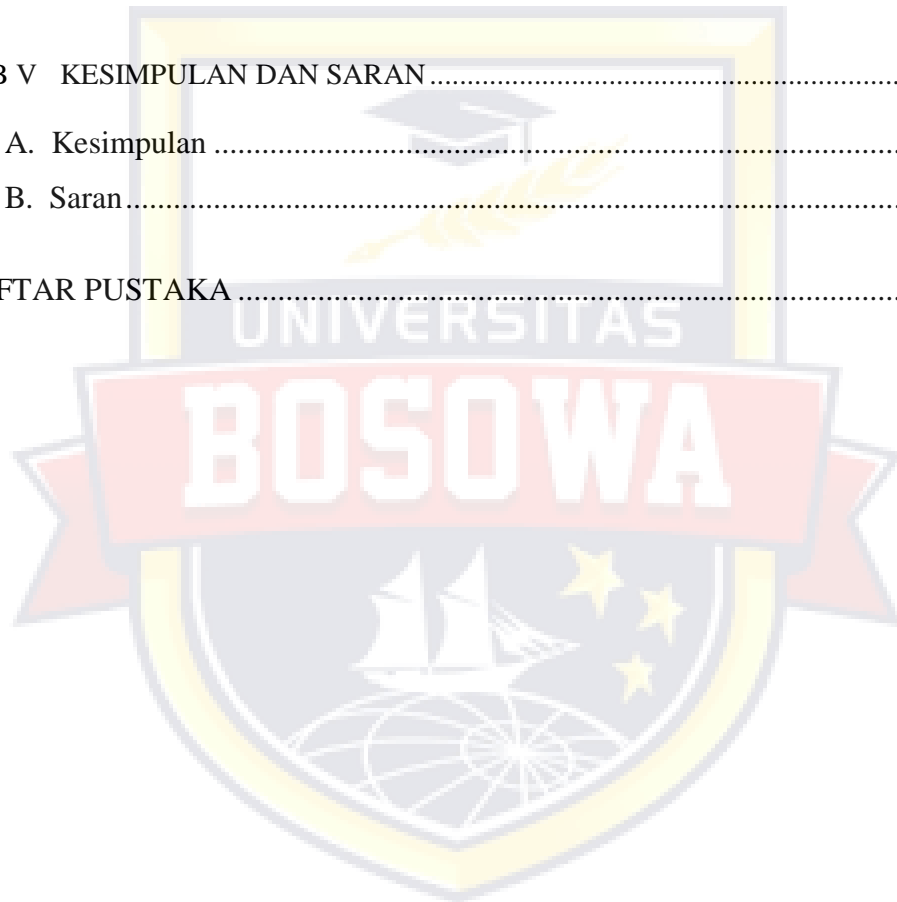 B V KESIMPULAN DAN SARAN ........................................................................
A. Kesimpulan ........................................................................
B. Saran ........................................................................
FTAR PUSTAKA ........................................................................
UNIVERSITAS
BOSOWA